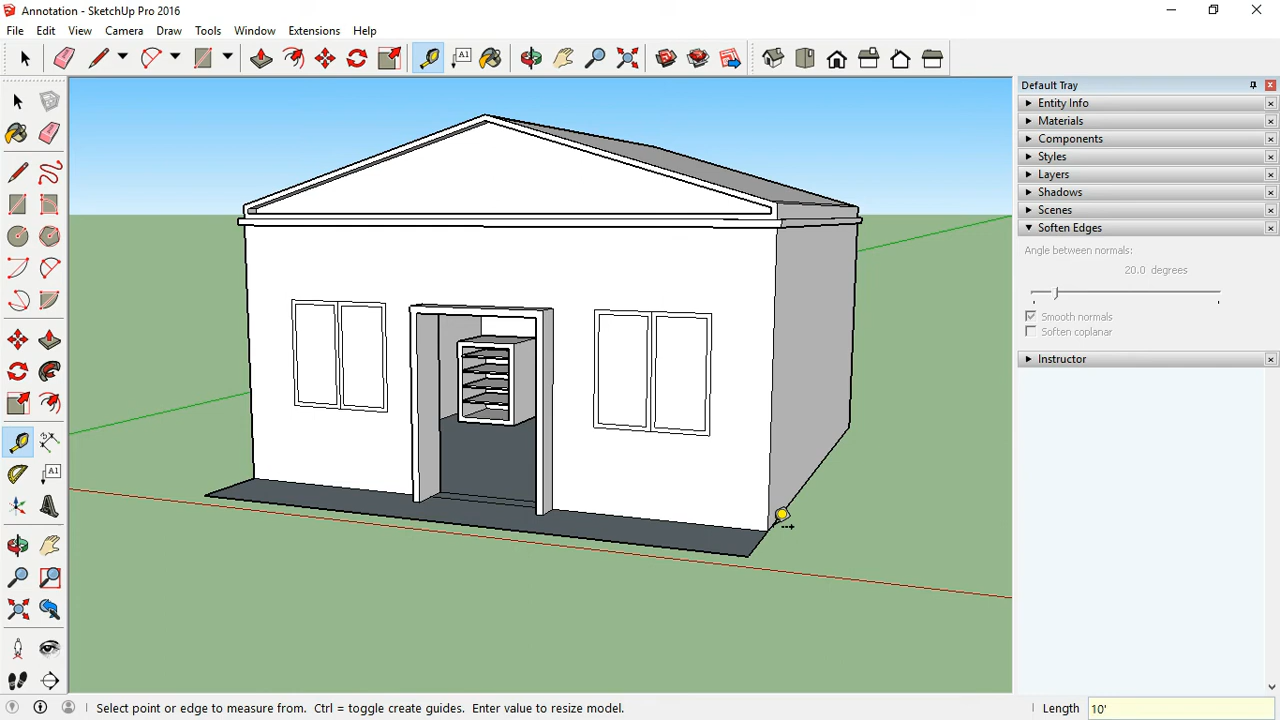 Annotation - SketchUp Pro 2016
File Edit View Camera Draw Tools Window Extensions Help
A1
Default Tray
Entity Info
Materials
Components
Styles
Layers
Shadows
Scenes
Soften Edges
Angle between normals:
20.0 degrees
Smooth normals
Soften coplanar
Instructor
A1
Select point or edge to measure from. Ctrl = toggle create guides. Enter value to resize model.
Length 10'